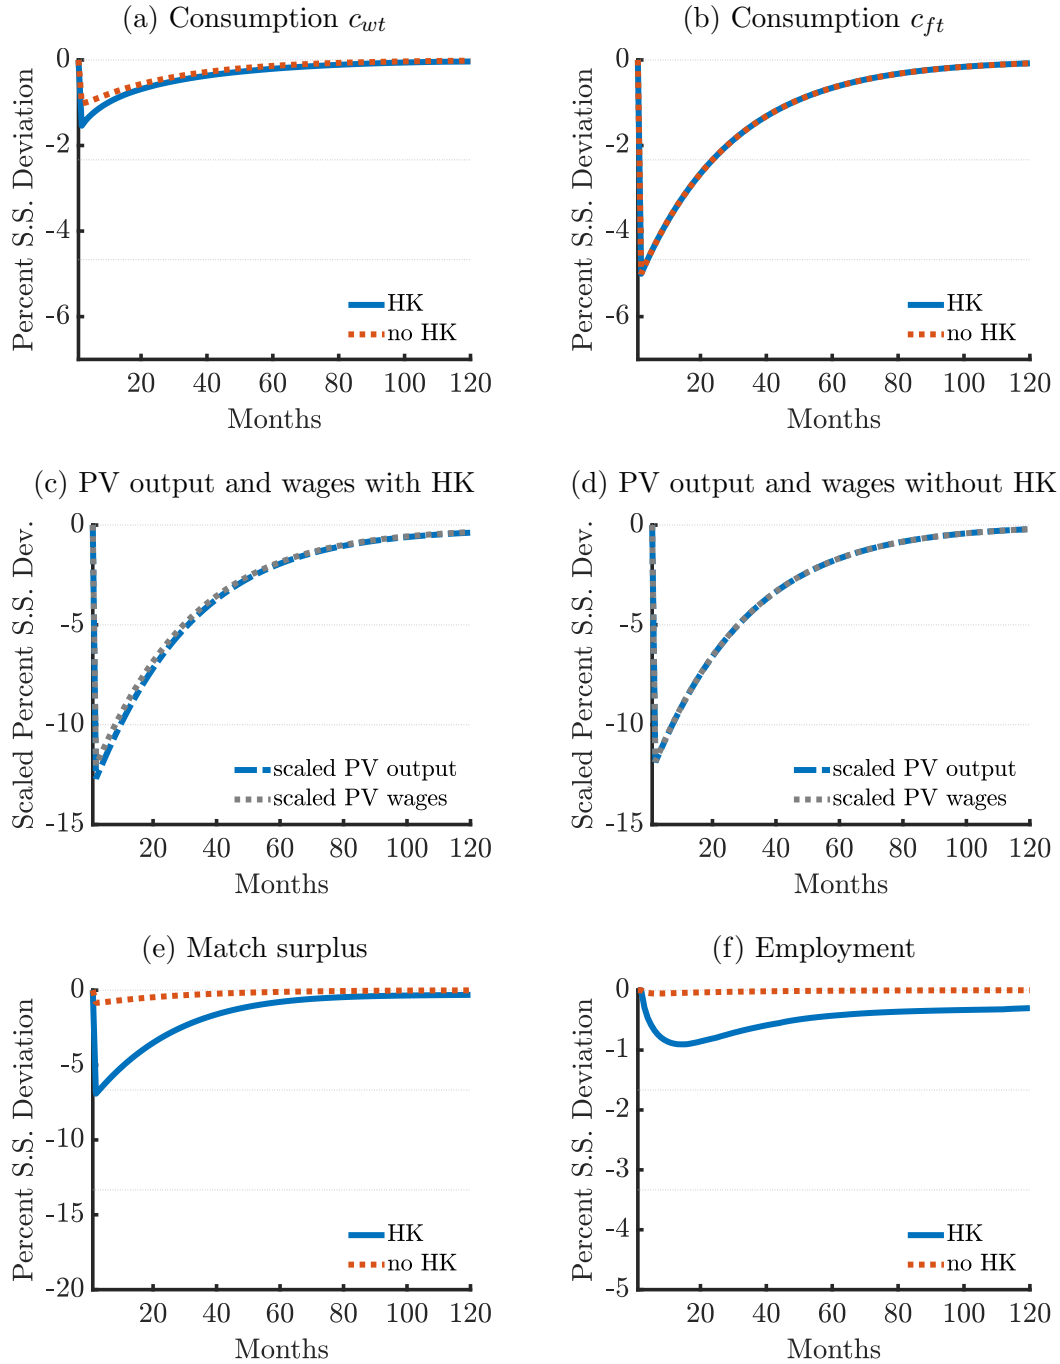 (a) Consumption c_{wt}
Percent S.S. Deviation
0
-2
-4
-6
HK
no HK
20 40 60 80 100 120
Months
(b) Consumption c_{ft}
Percent S.S. Deviation
0
-2
-4
-6
HK
no HK
20 40 60 80 100 120
Months
(c) PV output and wages with HK
Scaled Percent S.S. Dev.
0
-5
-10
-15
scaled PV output
scaled PV wages
20 40 60 80 100 120
Months
(d) PV output and wages without HK
Scaled Percent S.S. Dev.
0
-5
-10
-15
scaled PV output
scaled PV wages
20 40 60 80 100 120
Months
(e) Match surplus
Percent S.S. Deviation
0
-5
-10
-15
-20
HK
no HK
20 40 60 80 100 120
Months
(f) Employment
Percent S.S. Deviation
0
-1
-2
-3
-4
-5
HK
no HK
20 40 60 80 100 120
Months